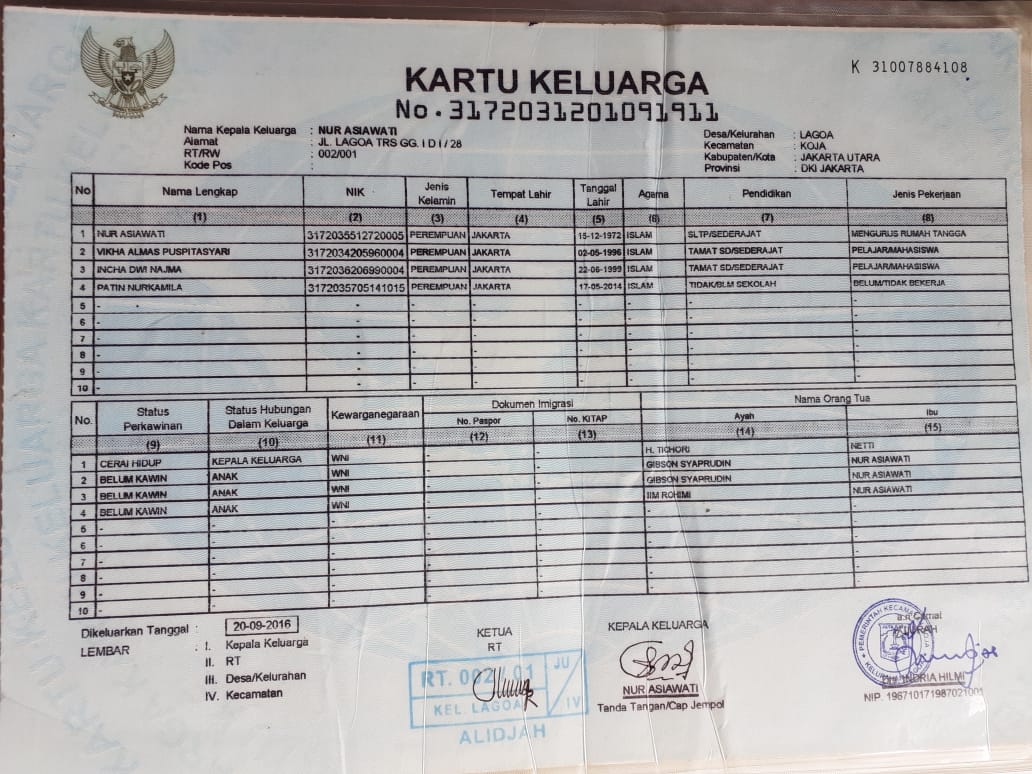 K 31007884108
KARTU KELUARGA
No.3172031201091911
Nama Kepala Keluarga : NUR ASIAWATI
Alamat : JL. LAGOA TRS GG. I D I / 28
RT/RW : 002/001
Kode Pos :
Desa/Kelurahan : LAGOA
Kecamatan : KOJA
Kabupaten/Kota : JAKARTA UTARA
Provinsi : DKI JAKARTA
No Nama Lengkap NIK Jenis Kelamin Tempat Lahir Tanggal Lahir Agama Pendidikan Jenis Pekerjaan
(1) (2) (3) (4) (5) (6) (7) (8)
1 NUR ASIAWATI 3172035512720005 PEREMPUAN JAKARTA 15-12-1972 ISLAM SLTP/SEDERAJAT MENGURUS RUMAH TANGGA
2 VIKHA ALMAS PUSPITASYARI 3172034205960004 PEREMPUAN JAKARTA 02-05-1996 ISLAM TAMAT SD/SEDERAJAT PELAJAR/MAHASISWA
3 INCHA DWI NAJMA 3172036206990004 PEREMPUAN JAKARTA 22-06-1999 ISLAM TAMAT SD/SEDERAJAT PELAJAR/MAHASISWA
4 PATIN NURKAMILA 3172035705141015 PEREMPUAN JAKARTA 17-05-2014 ISLAM TIDAK/BLM SEKOLAH BELUM/TIDAK BEKERJA
5 - - - - - - - -
6 - - - - - - - -
7 - - - - - - - -
8 - - - - - - - -
9 - - - - - - - -
10 - - - - - - - -
No. Status Perkawinan Status Hubungan Dalam Keluarga Kewarganegaraan Dokumen Imigrasi Nama Orang Tua
No. Paspor No. KITAP Ayah Ibu
(9) (10) (11) (12) (13) (14) (15)
1 CERAI HIDUP KEPALA KELUARGA WNI H. TICHORI NETTI
2 BELUM KAWIN ANAK WNI GIBSON SYAPRUDIN NUR ASIAWATI
3 BELUM KAWIN ANAK WNI GIBSON SYAPRUDIN NUR ASIAWATI
4 BELUM KAWIN ANAK WNI IIM ROHIMI NUR ASIAWATI
5 - - - - - - -
6 - - - - - - -
7 - - - - - - -
8 - - - - - - -
9 - - - - - - -
10 - - - - - - -
Dikeluarkan Tanggal : 20-09-2016
LEMBAR : I. Kepala Keluarga
II. RT
III. Desa/Kelurahan
IV. Kecamatan
KETUA
RT
RT. 002 01 JU
KEL. LAGOA IV
ALIDJAH
KEPALA KELUARGA
NUR ASIAWATI
Tanda Tangan/Cap Jempol
INDRIA HILMI
NIP. 196710171987021001